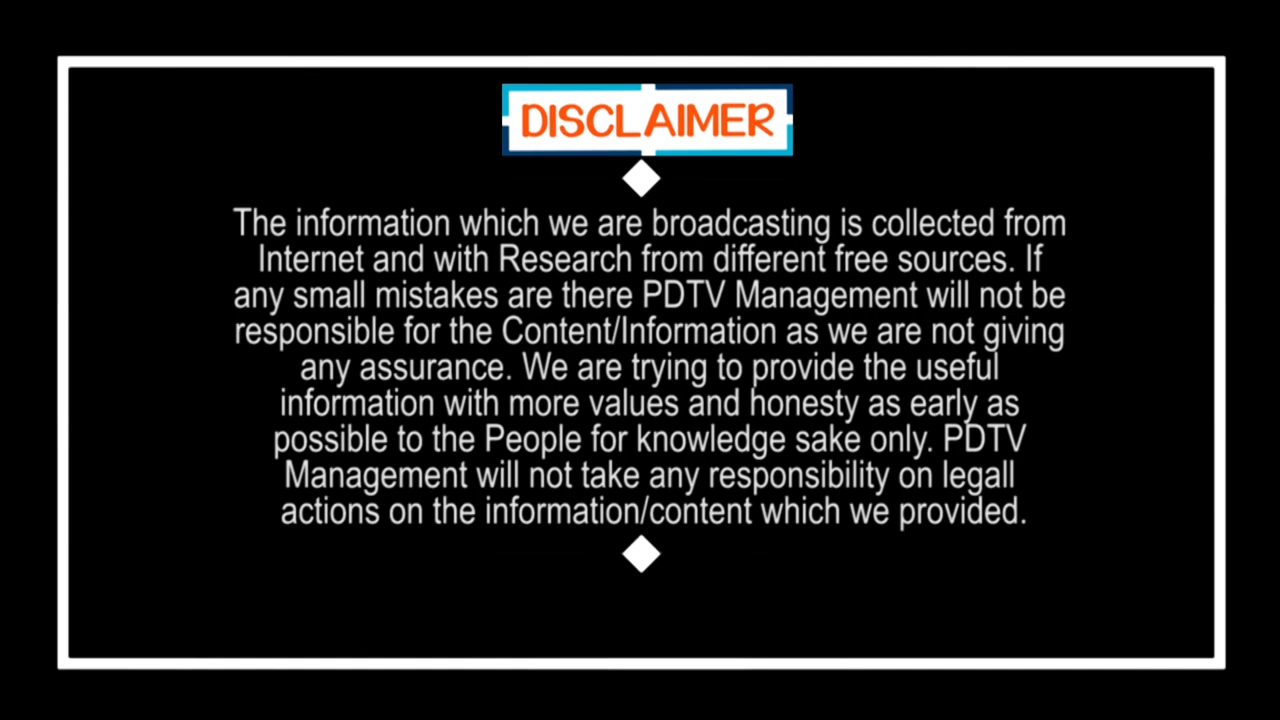 DISCLAIMER
The information which we are broadcasting is collected from
Internet and with Research from different free sources. If
any small mistakes are there PDTV Management will not be
responsible for the Content/Information as we are not giving
any assurance. We are trying to provide the useful
information with more values and honesty as early as
possible to the People for knowledge sake only. PDTV
Management will not take any responsibility on legall
actions on the information/content which we provided.